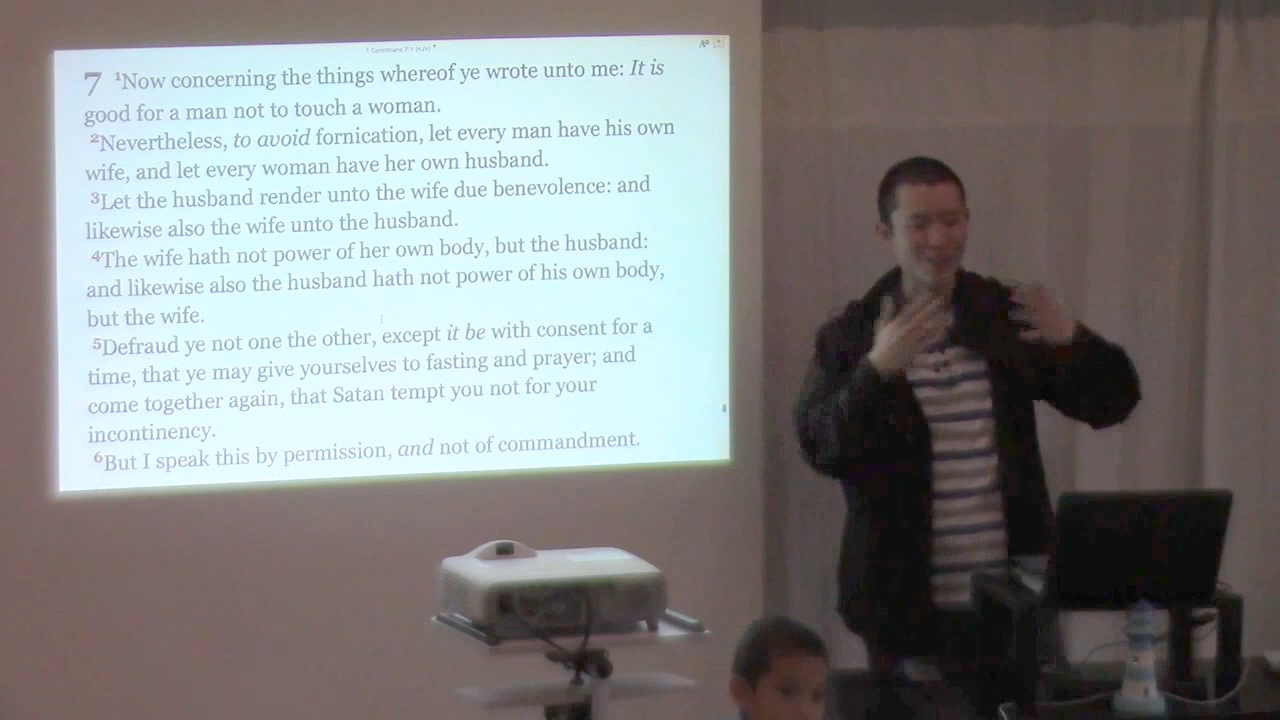 1 Corinthians 7:1 (KJV)
7 1Now concerning the things whereof ye wrote unto me: It is
good for a man not to touch a woman.
2Nevertheless, to avoid fornication, let every man have his own
wife, and let every woman have her own husband.
3Let the husband render unto the wife due benevolence: and
likewise also the wife unto the husband.
4The wife hath not power of her own body, but the husband:
and likewise also the husband hath not power of his own body,
but the wife.
5Defraud ye not one the other, except it be with consent for a
time, that ye may give yourselves to fasting and prayer; and
come together again, that Satan tempt you not for your
incontinency.
6But I speak this by permission, and not of commandment.